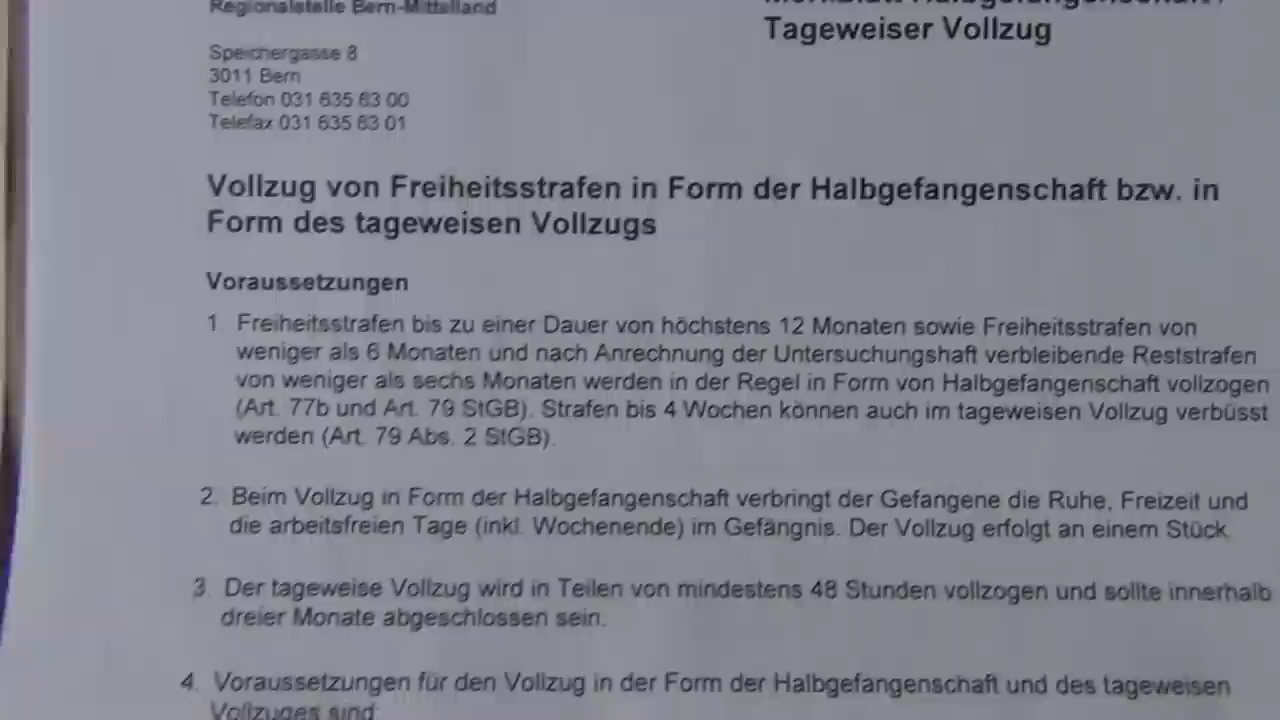 Regionalstelle Bern-Mittelland
Tageweiser Vollzug
Speichergasse 8
3011 Bern
Telefon 031 635 63 00
Telefax 031 635 63 01
Vollzug von Freiheitsstrafen in Form der Halbgefangenschaft bzw. in
Form des tageweisen Vollzugs
Voraussetzungen
1. Freiheitsstrafen bis zu einer Dauer von höchstens 12 Monaten sowie Freiheitsstrafen von
weniger als 6 Monaten und nach Anrechnung der Untersuchungshaft verbleibende Reststrafen
von weniger als sechs Monaten werden in der Regel in Form von Halbgefangenschaft vollzogen
(Art. 77b und Art. 79 StGB). Strafen bis 4 Wochen können auch im tageweisen Vollzug verbüsst
werden (Art. 79 Abs. 2 StGB).
2. Beim Vollzug in Form der Halbgefangenschaft verbringt der Gefangene die Ruhe, Freizeit und
die arbeitsfreien Tage (inkl. Wochenende) im Gefängnis. Der Vollzug erfolgt an einem Stück.
3. Der tageweise Vollzug wird in Teilen von mindestens 48 Stunden vollzogen und sollte innerhalb
dreier Monate abgeschlossen sein.
4. Voraussetzungen für den Vollzug in der Form der Halbgefangenschaft und des tageweisen
Vollzuges sind